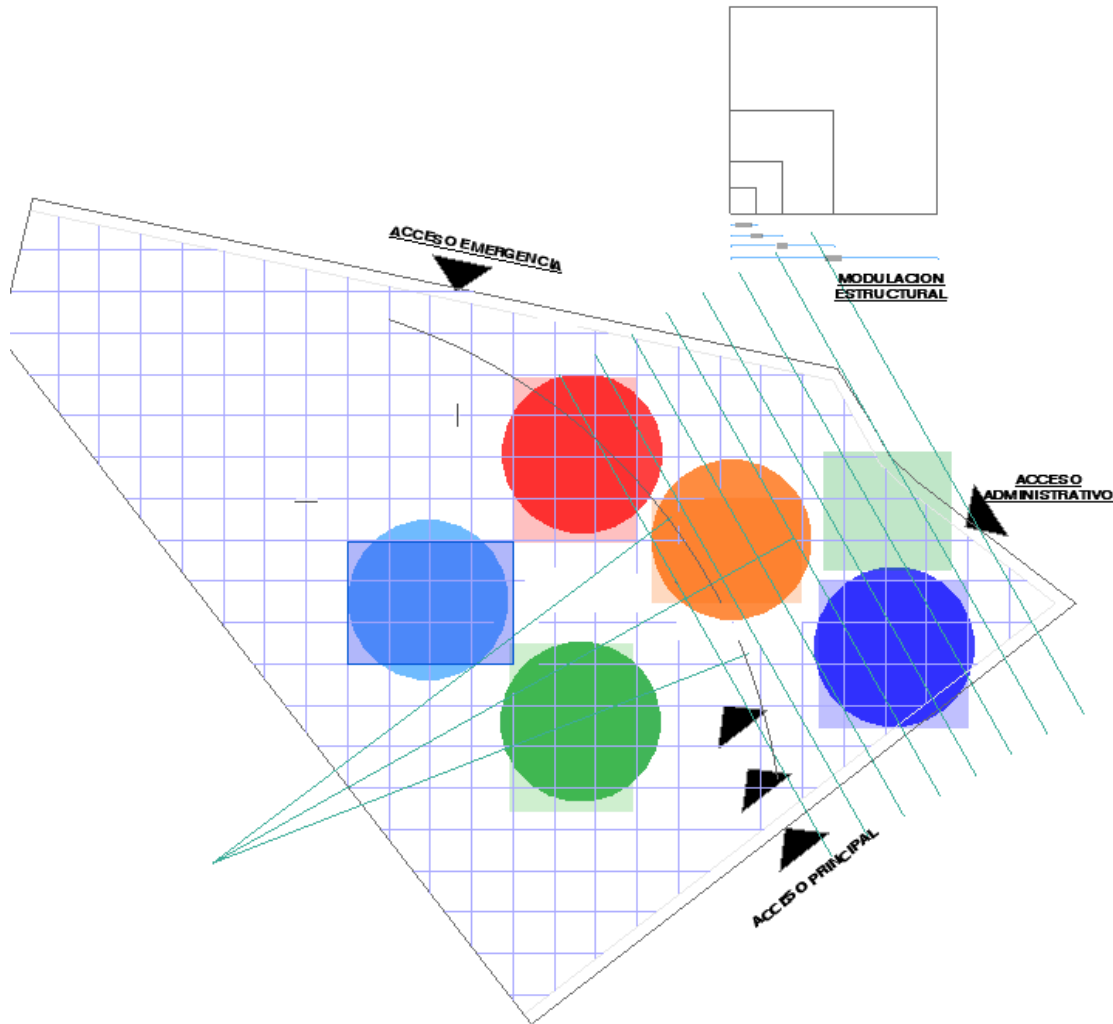 ACCESO EMERGENCIA
MODULACION
ESTRUCTURAL
ACCESO
ADMINISTRATIVO
ACCESO PRINCIPAL